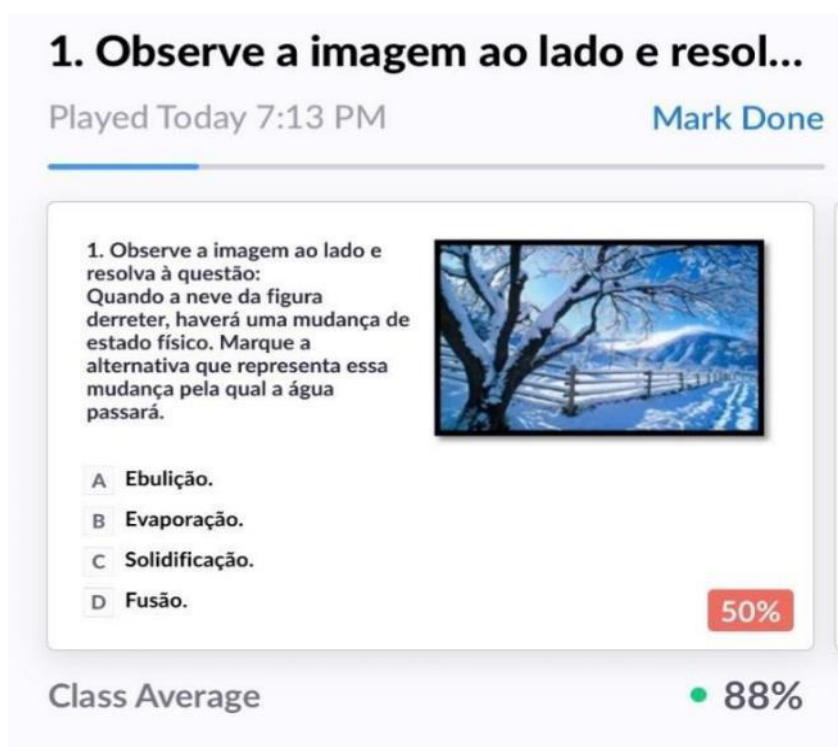 1. Observe a imagem ao lado e resol...
Played Today 7:13 PM
Mark Done
1. Observe a imagem ao lado e
resolva à questão:
Quando a neve da figura
derreter, haverá uma mudança de
estado físico. Marque a
alternativa que representa essa
mudança pela qual a água
passará.
A Ebulição.
B Evaporação.
C Solidificação.
D Fusão.
50%
Class Average
88%